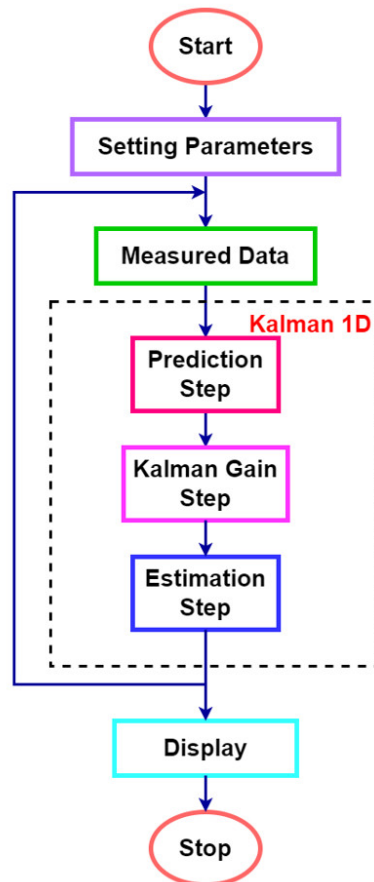 Start
Setting Parameters
Measured Data
Kalman 1D
Prediction
Step
Kalman Gain
Step
Estimation
Step
Display
Stop